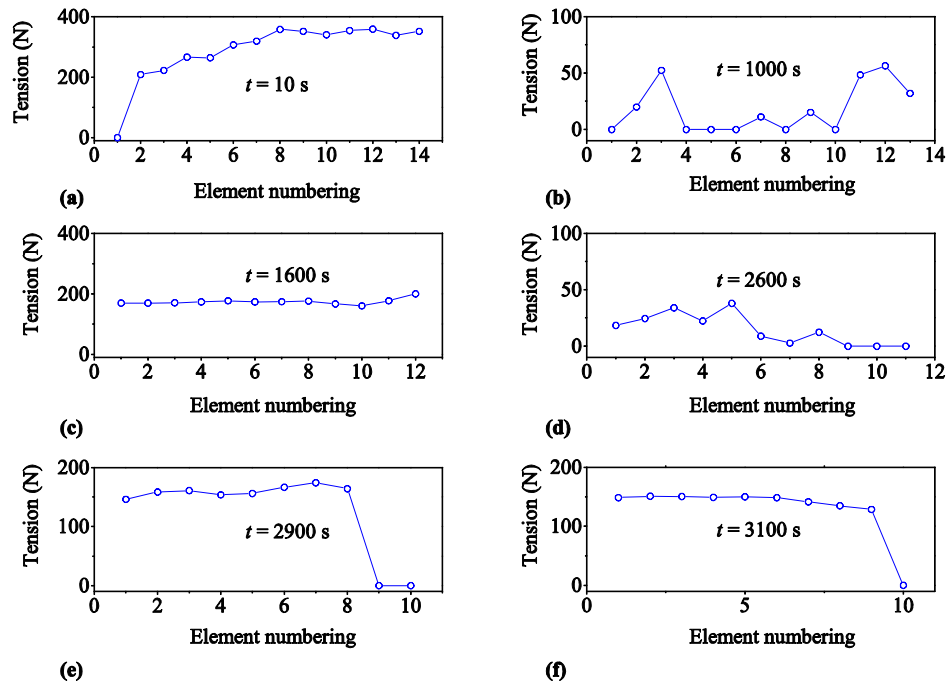 400
200
0
Tension (N)
t = 10 s
0 2 4 6 8 10 12 14
Element numbering
(a)
100
50
0
Tension (N)
t = 1000 s
0 2 4 6 8 10 12 14
Element numbering
(b)
400
200
0
Tension (N)
t = 1600 s
0 2 4 6 8 10 12
Element numbering
(c)
100
50
0
Tension (N)
t = 2600 s
0 2 4 6 8 10 12
Element numbering
(d)
200
100
0
Tension (N)
t = 2900 s
0 2 4 6 8 10
Element numbering
(e)
200
100
0
Tension (N)
t = 3100 s
0 5 10
Element numbering
(f)